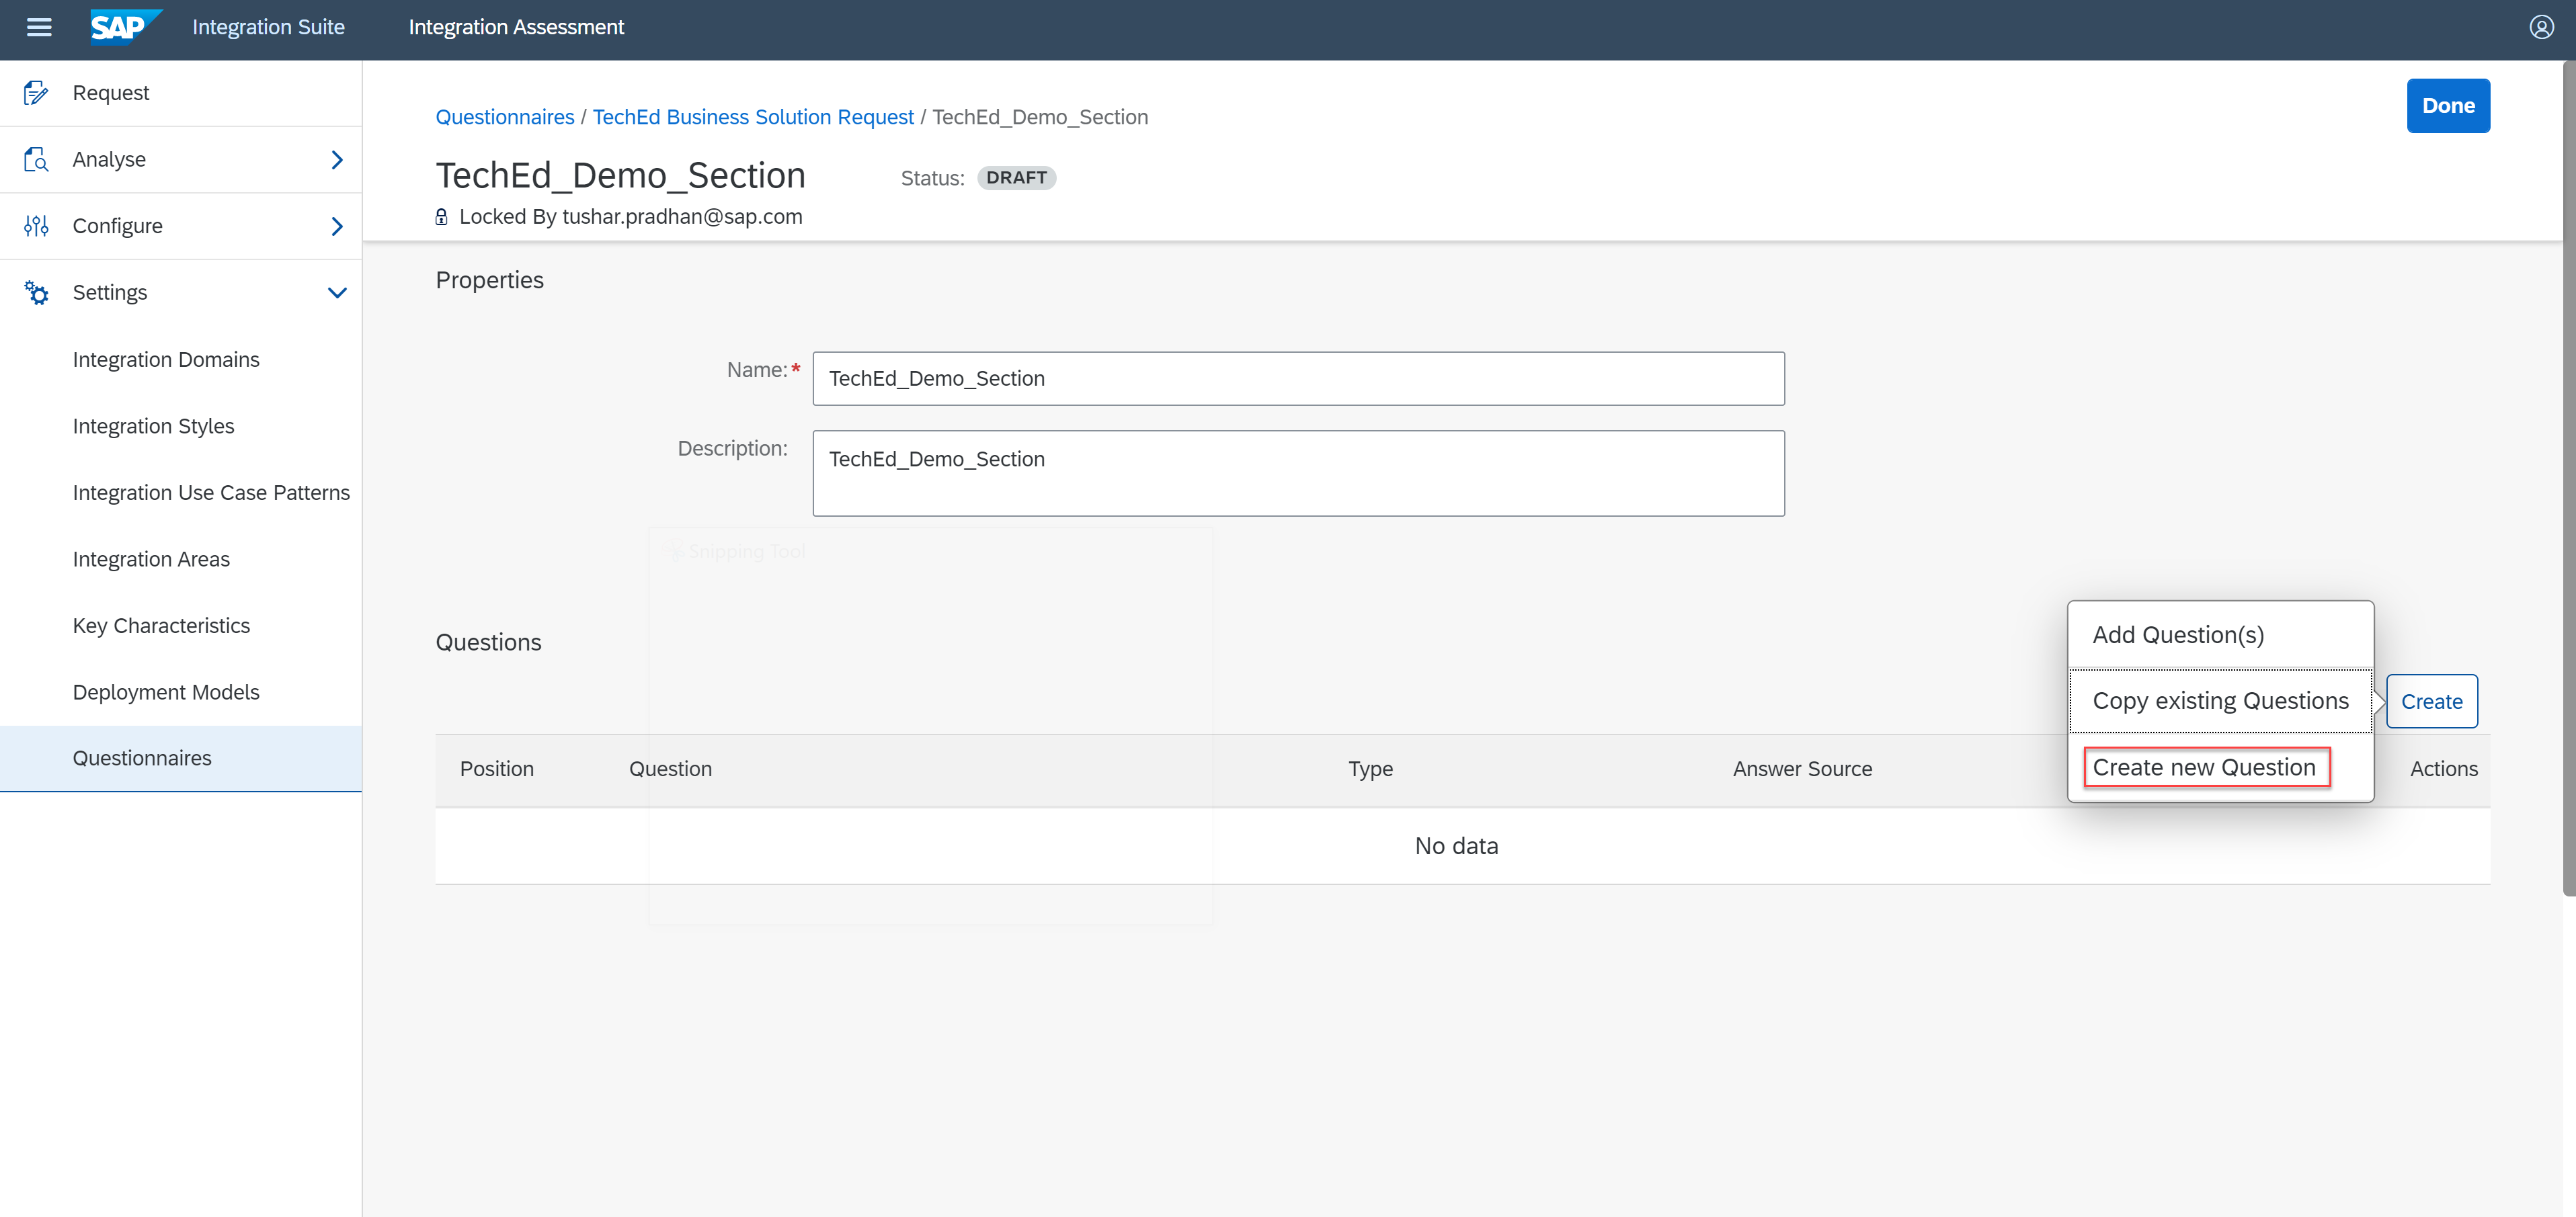 SAP Integration Suite Integration Assessment
Request
Analyse
Configure
Settings
Integration Domains
Integration Styles
Integration Use Case Patterns
Integration Areas
Key Characteristics
Deployment Models
Questionnaires
Questionnaires / TechEd Business Solution Request / TechEd_Demo_Section
Done
TechEd_Demo_Section
Status: DRAFT
Locked By tushar.pradhan@sap.com
Properties
Name:* TechEd_Demo_Section
Description: TechEd_Demo_Section
Snipping Tool
Questions
Add Question(s)
Copy existing Questions
Create new Question
Create
Position Question Type Answer Source Actions
No data